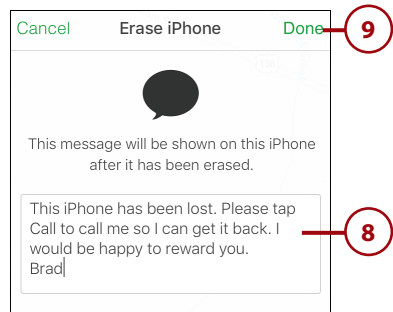 Cancel Erase iPhone Done 9
This message will be shown on this iPhone
after it has been erased.
This iPhone has been lost. Please tap
Call to call me so I can get it back. I
would be happy to reward you.
Brad
8